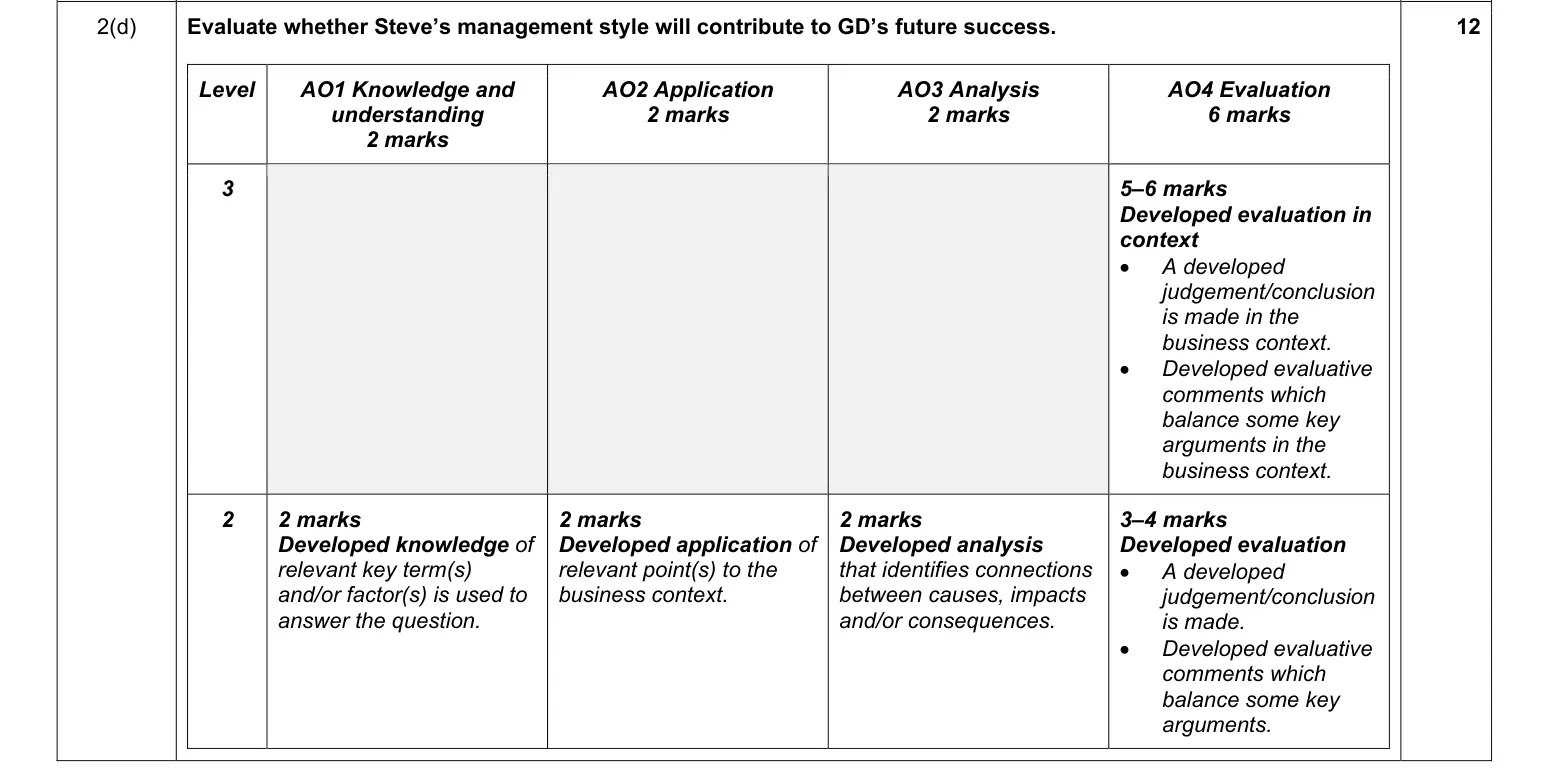 2(d)
Evaluate whether Steve's management style will contribute to GD's future success.
12
Level
AO1 Knowledge and
understanding
2 marks
AO2 Application
2 marks
AO3 Analysis
2 marks
AO4 Evaluation
6 marks
3
5–6 marks
Developed evaluation in
context
• A developed
judgement/conclusion
is made in the
business context.
• Developed evaluative
comments which
balance some key
arguments in the
business context.
2
2 marks
Developed knowledge of
relevant key term(s)
and/or factor(s) is used to
answer the question.
2 marks
Developed application of
relevant point(s) to the
business context.
2 marks
Developed analysis
that identifies connections
between causes, impacts
and/or consequences.
3–4 marks
Developed evaluation
• A developed
judgement/conclusion
is made.
• Developed evaluative
comments which
balance some key
arguments.